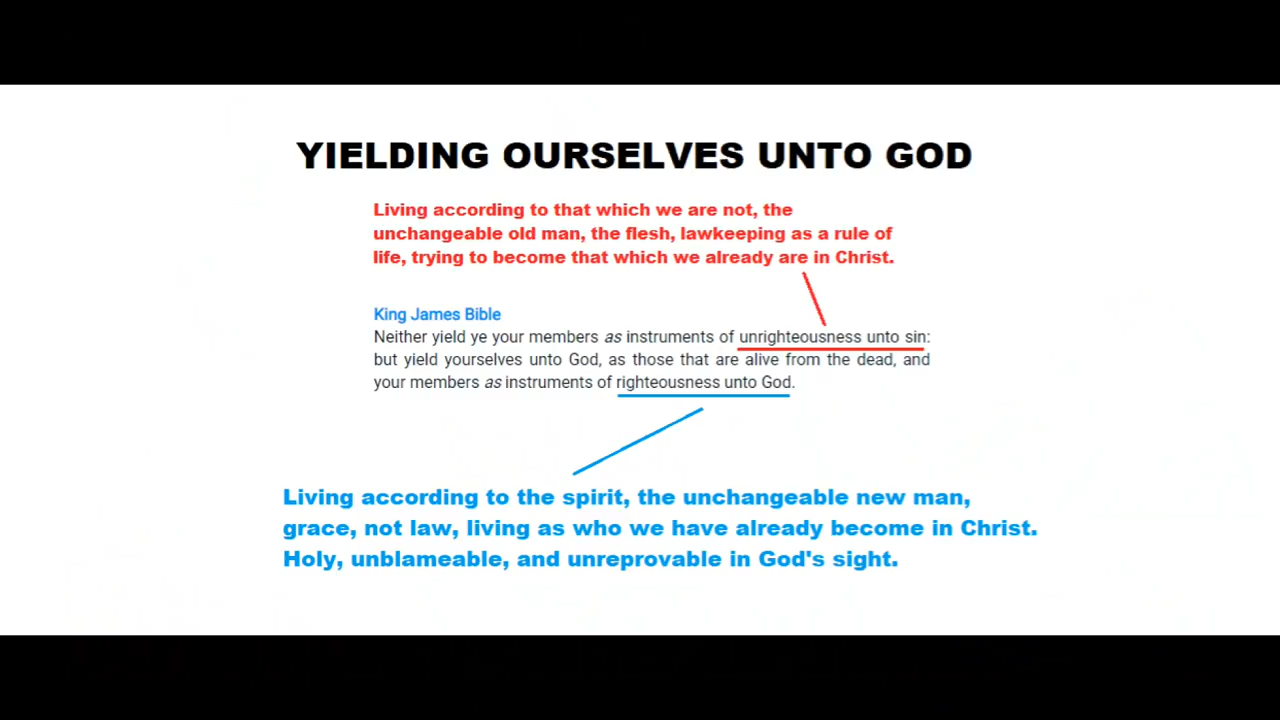 YIELDING OURSELVES UNTO GOD
Living according to that which we are not, the
unchangeable old man, the flesh, lawkeeping as a rule of
life, trying to become that which we already are in Christ.
King James Bible
Neither yield ye your members as instruments of unrighteousness unto sin:
but yield yourselves unto God, as those that are alive from the dead, and
your members as instruments of righteousness unto God.
Living according to the spirit, the unchangeable new man,
grace, not law, living as who we have already become in Christ.
Holy, unblameable, and unreprovable in God's sight.